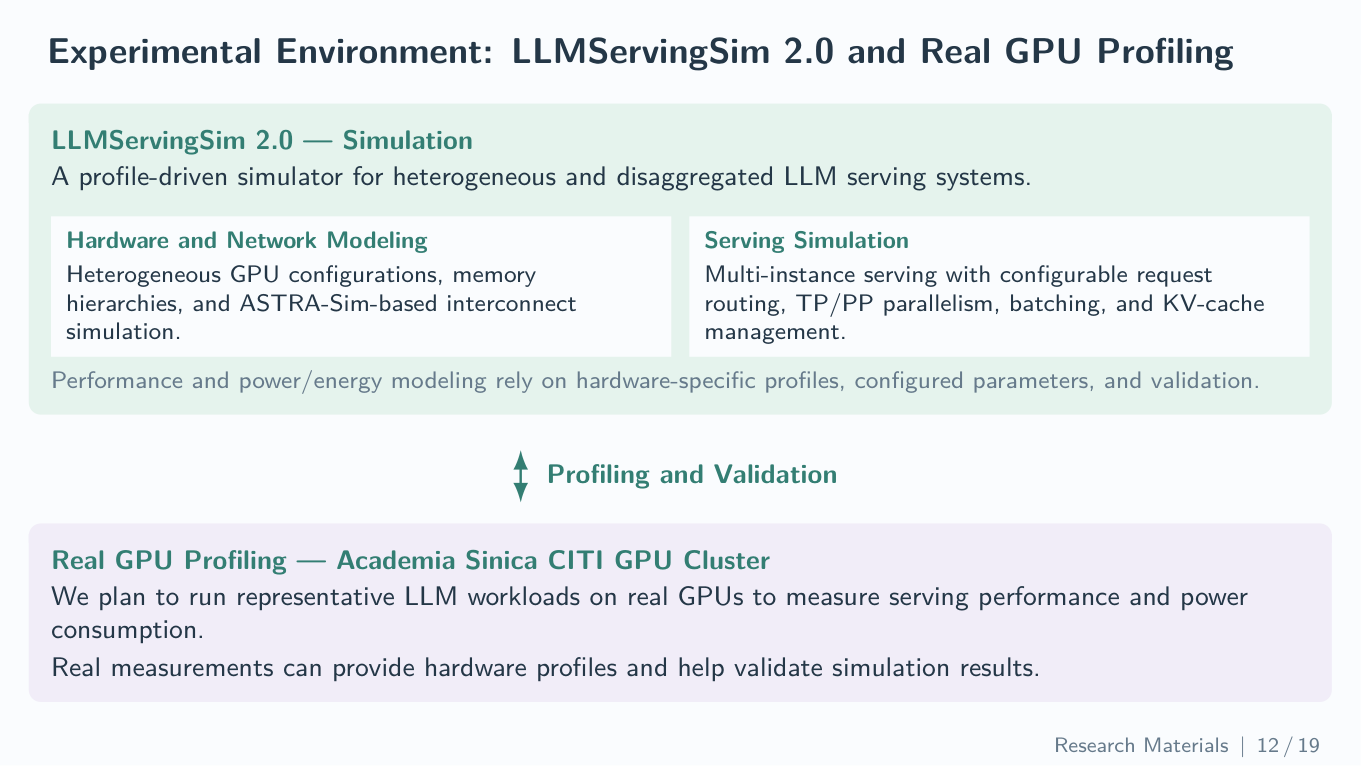 Experimental Environment: LLMServingSim 2.0 and Real GPU Profiling
LLMServingSim 2.0 — Simulation
A profile-driven simulator for heterogeneous and disaggregated LLM serving systems.
Hardware and Network Modeling
Heterogeneous GPU configurations, memory
hierarchies, and ASTRA-Sim-based interconnect
simulation.
Serving Simulation
Multi-instance serving with configurable request
routing, TP/PP parallelism, batching, and KV-cache
management.
Performance and power/energy modeling rely on hardware-specific profiles, configured parameters, and validation.
Profiling and Validation
Real GPU Profiling — Academia Sinica CITI GPU Cluster
We plan to run representative LLM workloads on real GPUs to measure serving performance and power
consumption.
Real measurements can provide hardware profiles and help validate simulation results.
Research Materials | 12 / 19